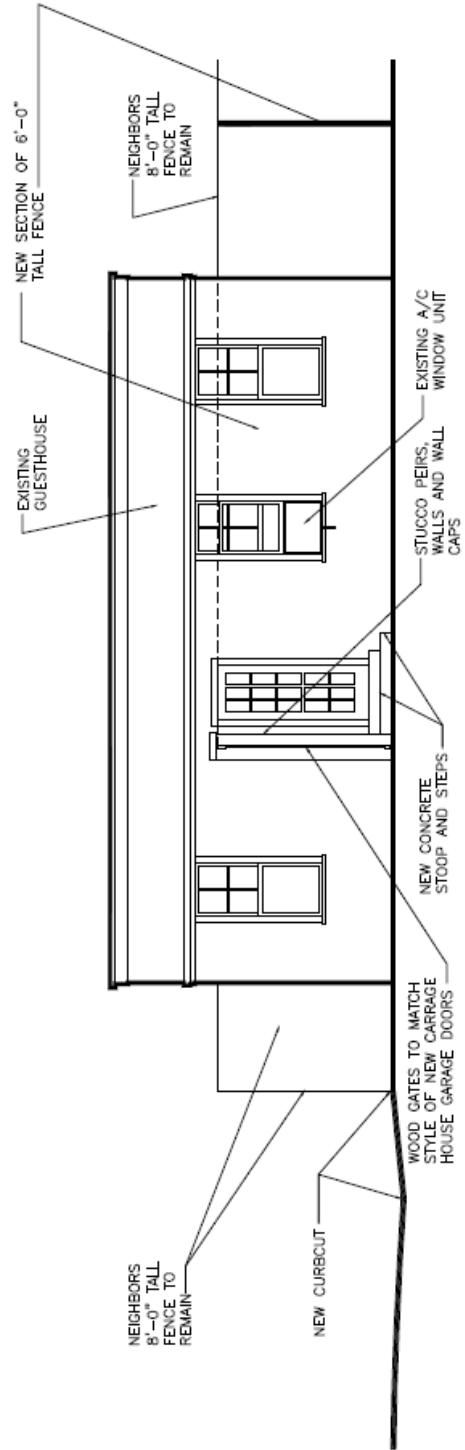 NEIGHBORS
8'-0" TALL
FENCE TO
REMAIN
EXISTING
GUESTHOUSE
NEW SECTION OF 6'-0"
TALL FENCE
NEIGHBORS
8'-0" TALL
FENCE TO
REMAIN
NEW CURBCUT
WOOD GATES TO MATCH
STYLE OF NEW CARRAGE
HOUSE GARAGE DOORS
NEW CONCRETE
STOOP AND STEPS
STUCCO PEIRS,
WALLS AND WALL
CAPS
EXISTING A/C
WINDOW UNIT